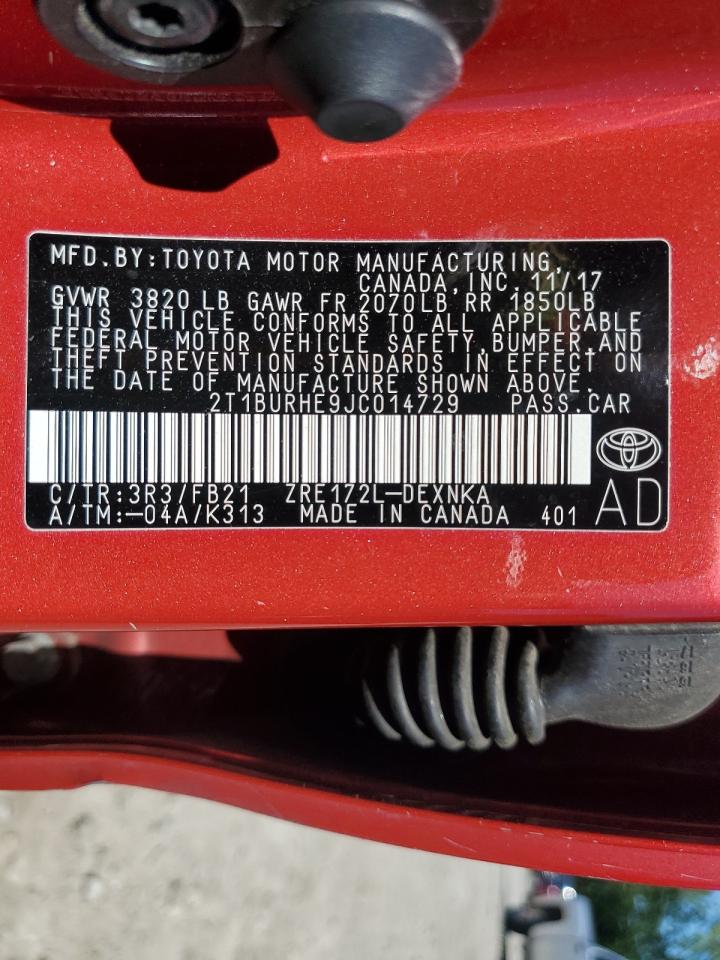 MFD.BY:TOYOTA MOTOR MANUFACTURING,
CANADA,INC. 11/17
GVWR 3820 LB GAWR FR 2070LB RR 1850LB
THIS VEHICLE CONFORMS TO ALL APPLICABLE
FEDERAL MOTOR VEHICLE SAFETY,BUMPER,AND
THEFT PREVENTION STANDARDS IN EFFECT ON
THE DATE OF MANUFACTURE SHOWN ABOVE.
2T1BURHE9JC014729 PASS.CAR
C/TR:3R3/FB21 ZRE172L-DEXNKA
A/TM:-04A/K313 MADE IN CANADA 401
AD